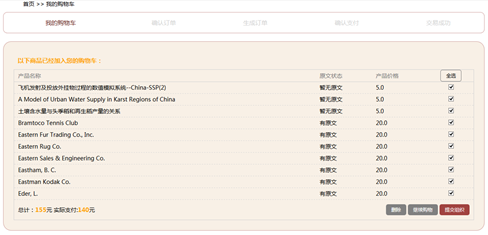 首页 >> 我的购物车
我的购物车 确认订单 生成订单 确认支付 交易成功
以下商品已经加入您的购物车：
产品名称 原文状态 产品价格 全选
飞机发射及投放外挂物过程的数值模拟系统--China-SSP(2) 暂无原文 5.0
A Model of Urban Water Supply in Karst Regions of China 暂无原文 5.0
土壤含水量与头季稻和再生稻产量的关系 暂无原文 5.0
Bramtoco Tennis Club 有原文 20.0
Eastern Fur Trading Co., Inc. 有原文 20.0
Eastern Rug Co. 有原文 20.0
Eastern Sales & Engineering Co. 有原文 20.0
Eastham, B. C. 有原文 20.0
Eastman Kodak Co. 有原文 20.0
Eder, L. 有原文 20.0
总计：155元 实际支付:140元 删除 继续购物 提交